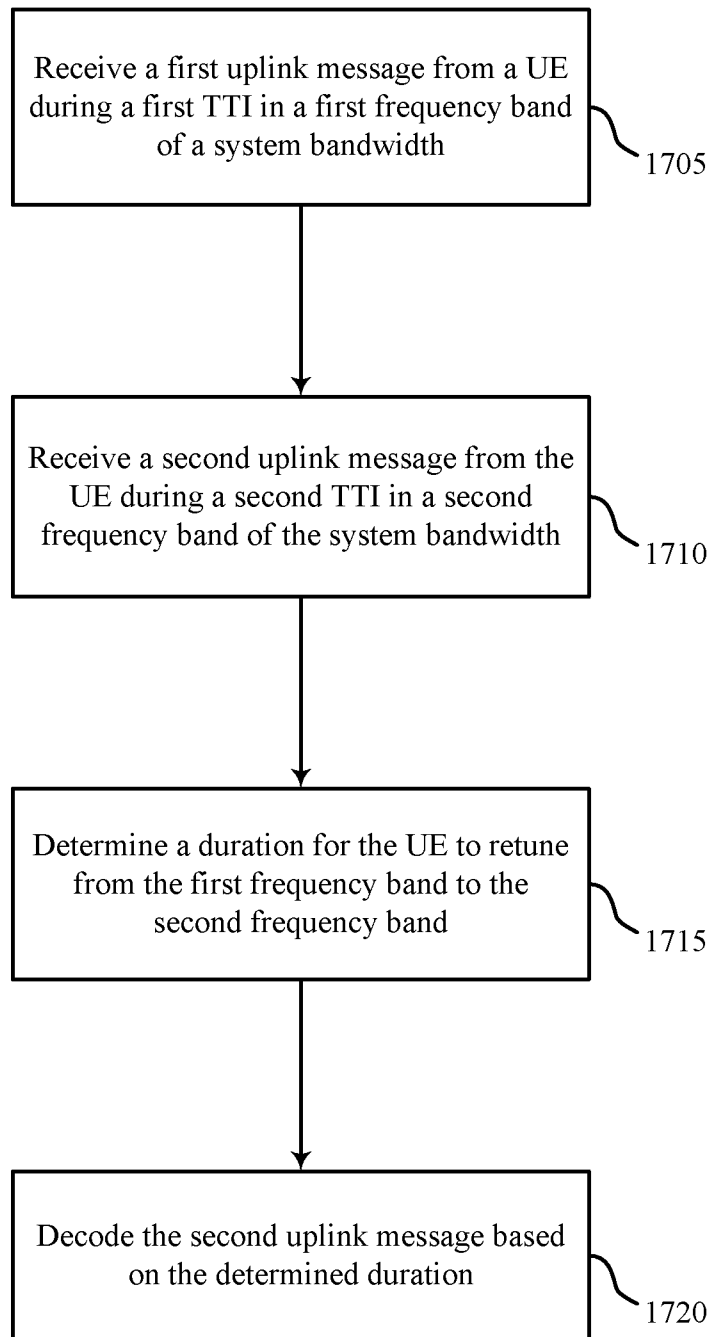 Receive a first uplink message from a UE
during a first TTI in a first frequency band
of a system bandwidth
1705
Receive a second uplink message from the
UE during a second TTI in a second
frequency band of the system bandwidth
1710
Determine a duration for the UE to retune
from the first frequency band to the
second frequency band
1715
Decode the second uplink message based
on the determined duration
1720